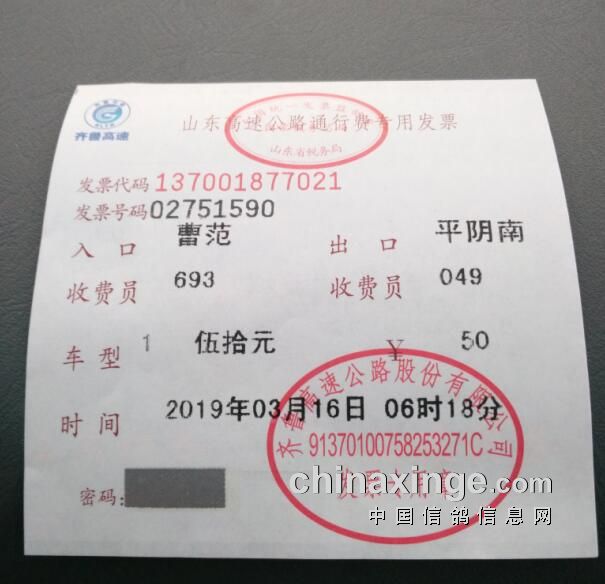 齐鲁高速
山东高速公路通行费专用发票
山东省税务局
发票代码 137001877021
发票号码 02751590
入口 曹范 出口 平阴南
收费员 693 收费员 049
车型 1 伍拾元 ¥ 50
时间 2019年03月16日 06时18分
齐鲁高速公路股份有限公司
91370100758253271C
发票专用章
密码:
chinaxinge.com
中国信鸽信息网